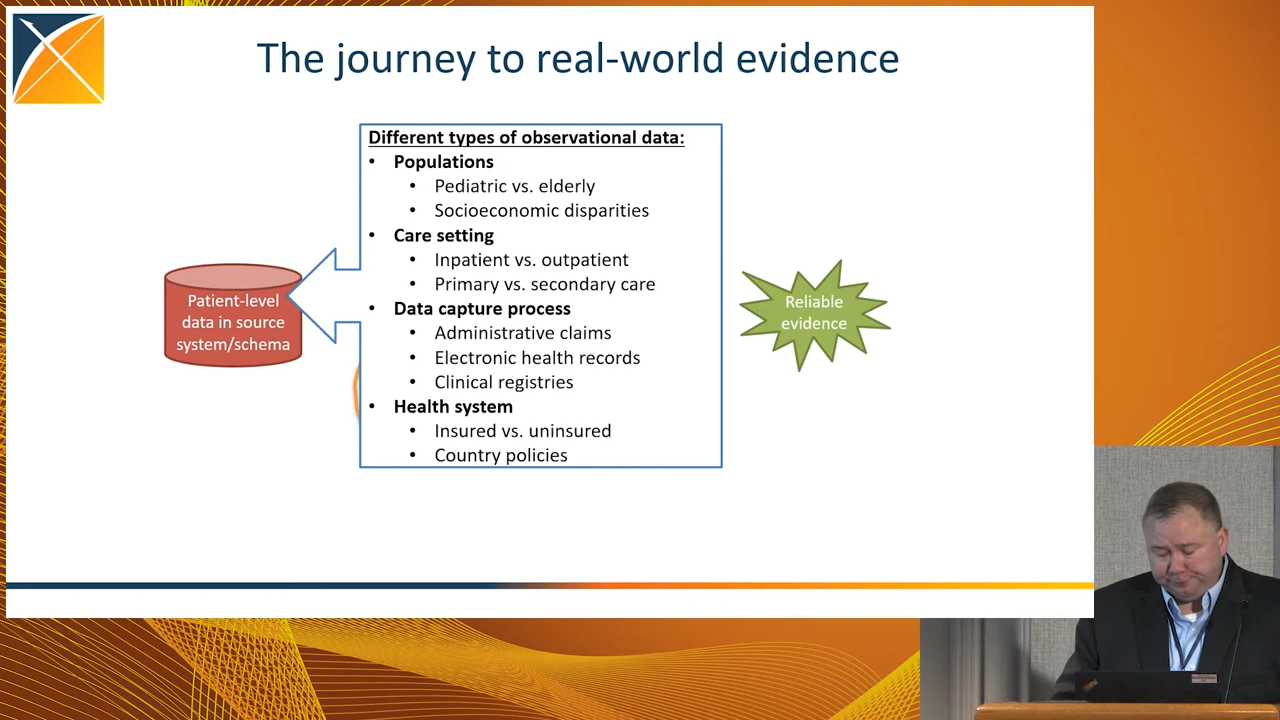 The journey to real-world evidence
Different types of observational data:
• Populations
• Pediatric vs. elderly
• Socioeconomic disparities
• Care setting
• Inpatient vs. outpatient
• Primary vs. secondary care
• Data capture process
• Administrative claims
• Electronic health records
• Clinical registries
• Health system
• Insured vs. uninsured
• Country policies
Patient-level
data in source
system/schema
Reliable
evidence